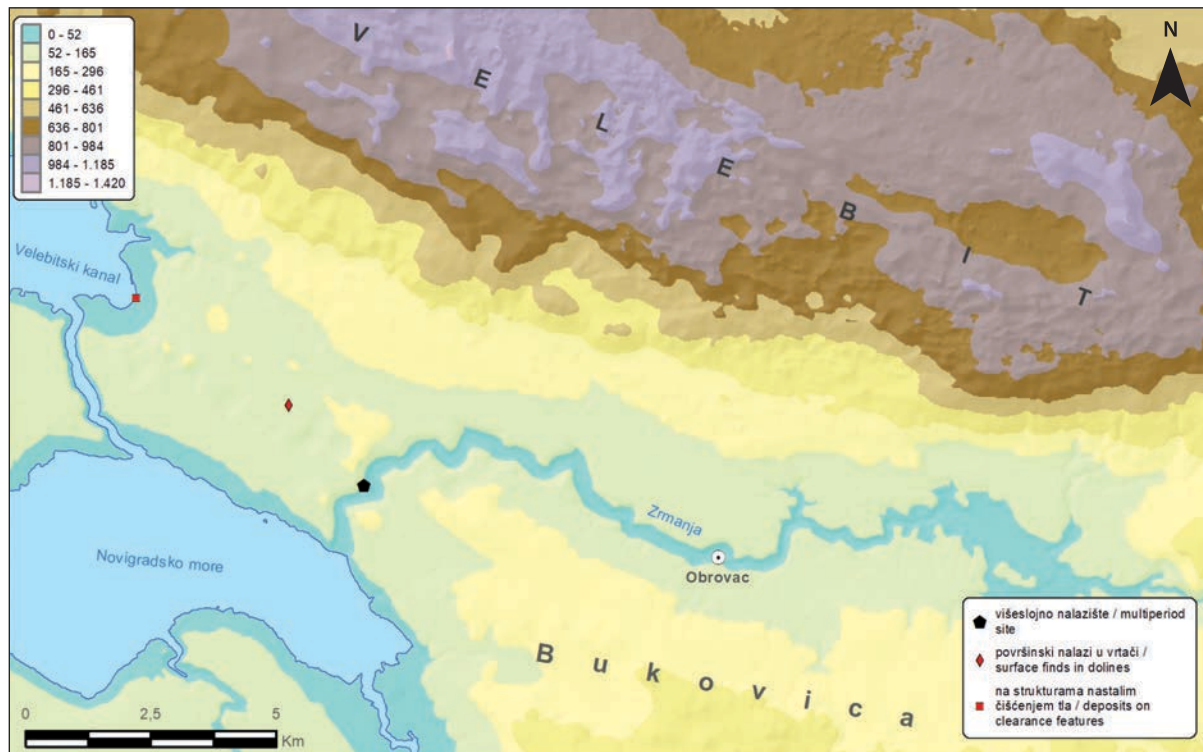 0 - 52
52 - 165
165 - 296
296 - 461
461 - 636
636 - 801
801 - 984
984 - 1.185
1.185 - 1.420
N
VELEBIT
Velebitski kanal
Novigradsko more
Zrmanja
Obrovac
Bukovica
0 2,5 5
Km
višeslojno nalazište / multiperiod
site
površinski nalazi u vrtači /
surface finds in dolines
na strukturama nastalim
čišćenjem tla / deposits on
clearance features